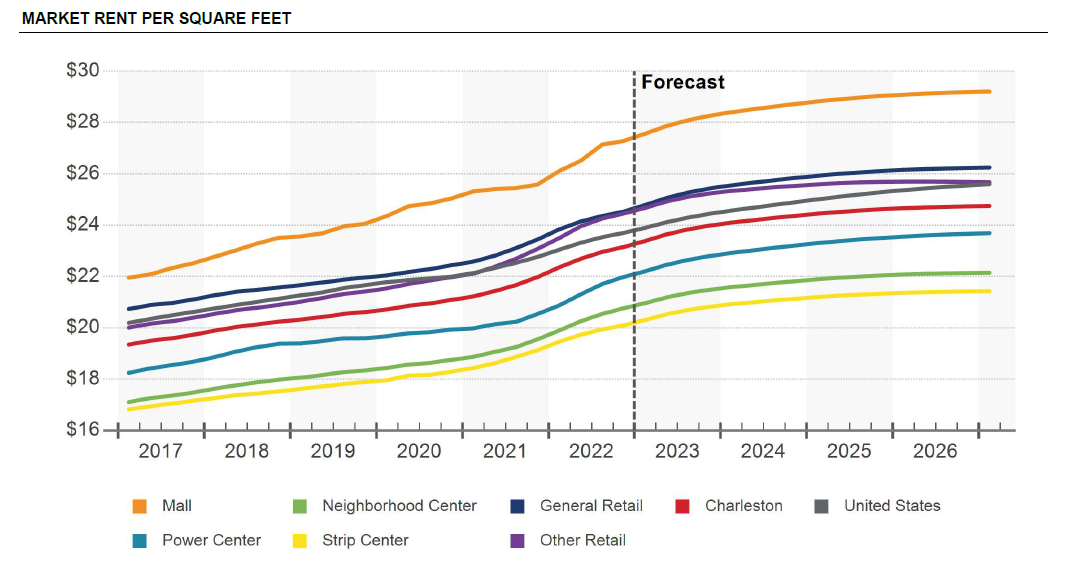 MARKET RENT PER SQUARE FEET
$30
Forecast
$28
$26
$24
$22
$20
$18
$16
2017 2018 2019 2020 2021 2022 2023 2024 2025 2026
Mall Neighborhood Center General Retail Charleston United States
Power Center Strip Center Other Retail